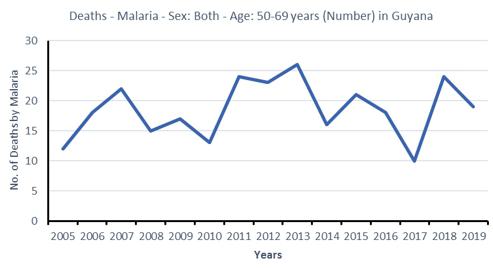 Deaths - Malaria - Sex: Both - Age: 50-69 years (Number) in Guyana
No. of Deaths by Malaria
30
25
20
15
10
5
0
2005 2006 2007 2008 2009 2010 2011 2012 2013 2014 2015 2016 2017 2018 2019
Years